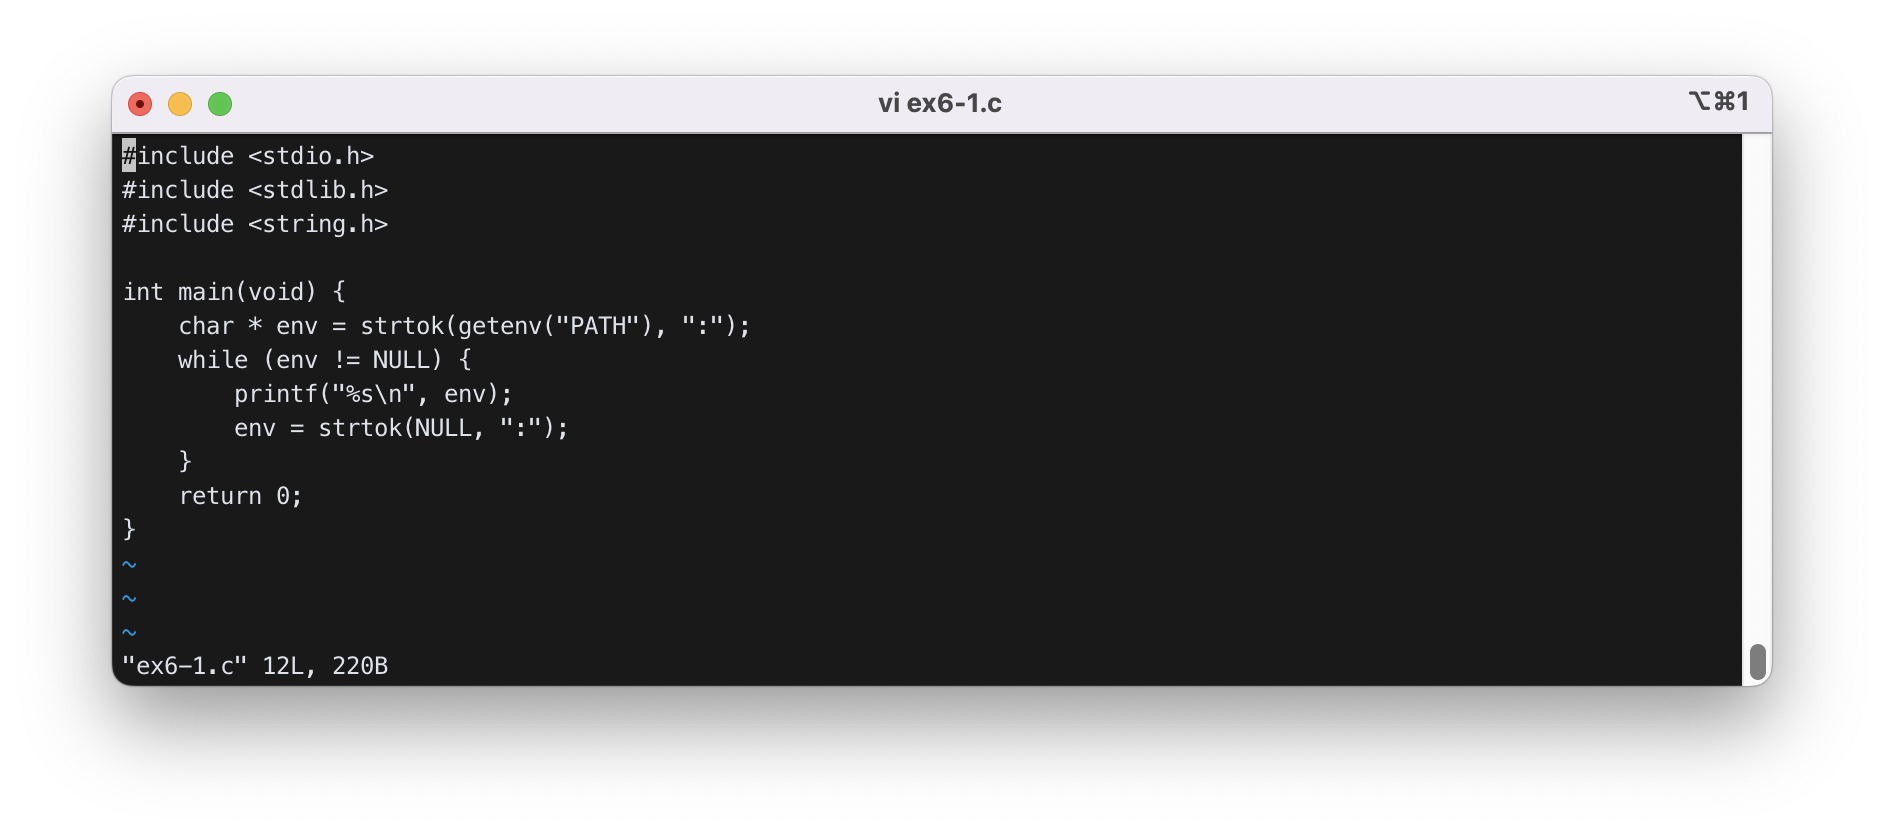 vi ex6-1.c ⌥⌘1
#include <stdio.h>
#include <stdlib.h>
#include <string.h>

int main(void) {
    char * env = strtok(getenv("PATH"), ":");
    while (env != NULL) {
        printf("%s\n", env);
        env = strtok(NULL, ":");
    }
    return 0;
}
~
~
~
"ex6-1.c" 12L, 220B